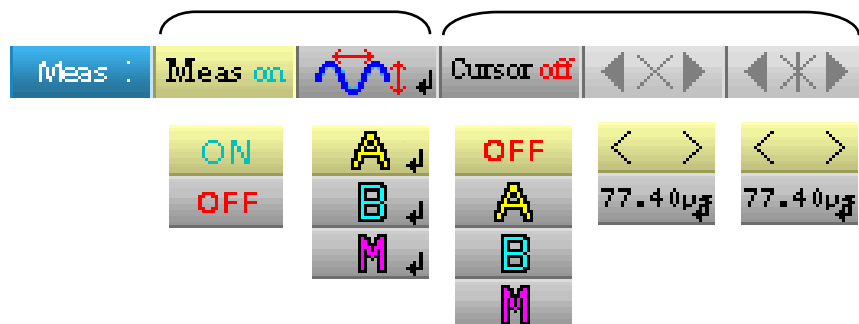 Meas : Meas on Cursor off
ON A OFF < > < >
OFF B A 77.40µs 77.40µs
M B
M